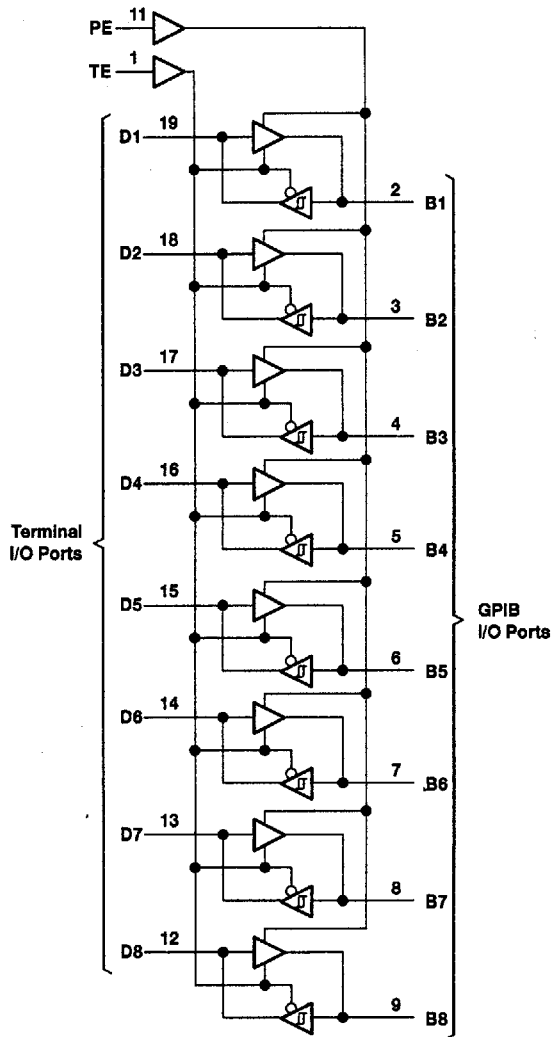 11
PE
1
TE
19
D1
2
B1
18
D2
3
B2
17
D3
4
B3
16
D4
5
B4
Terminal
I/O Ports
15
D5
GPIB
I/O Ports
6
B5
14
D6
7
B6
13
D7
8
B7
12
D8
9
B8